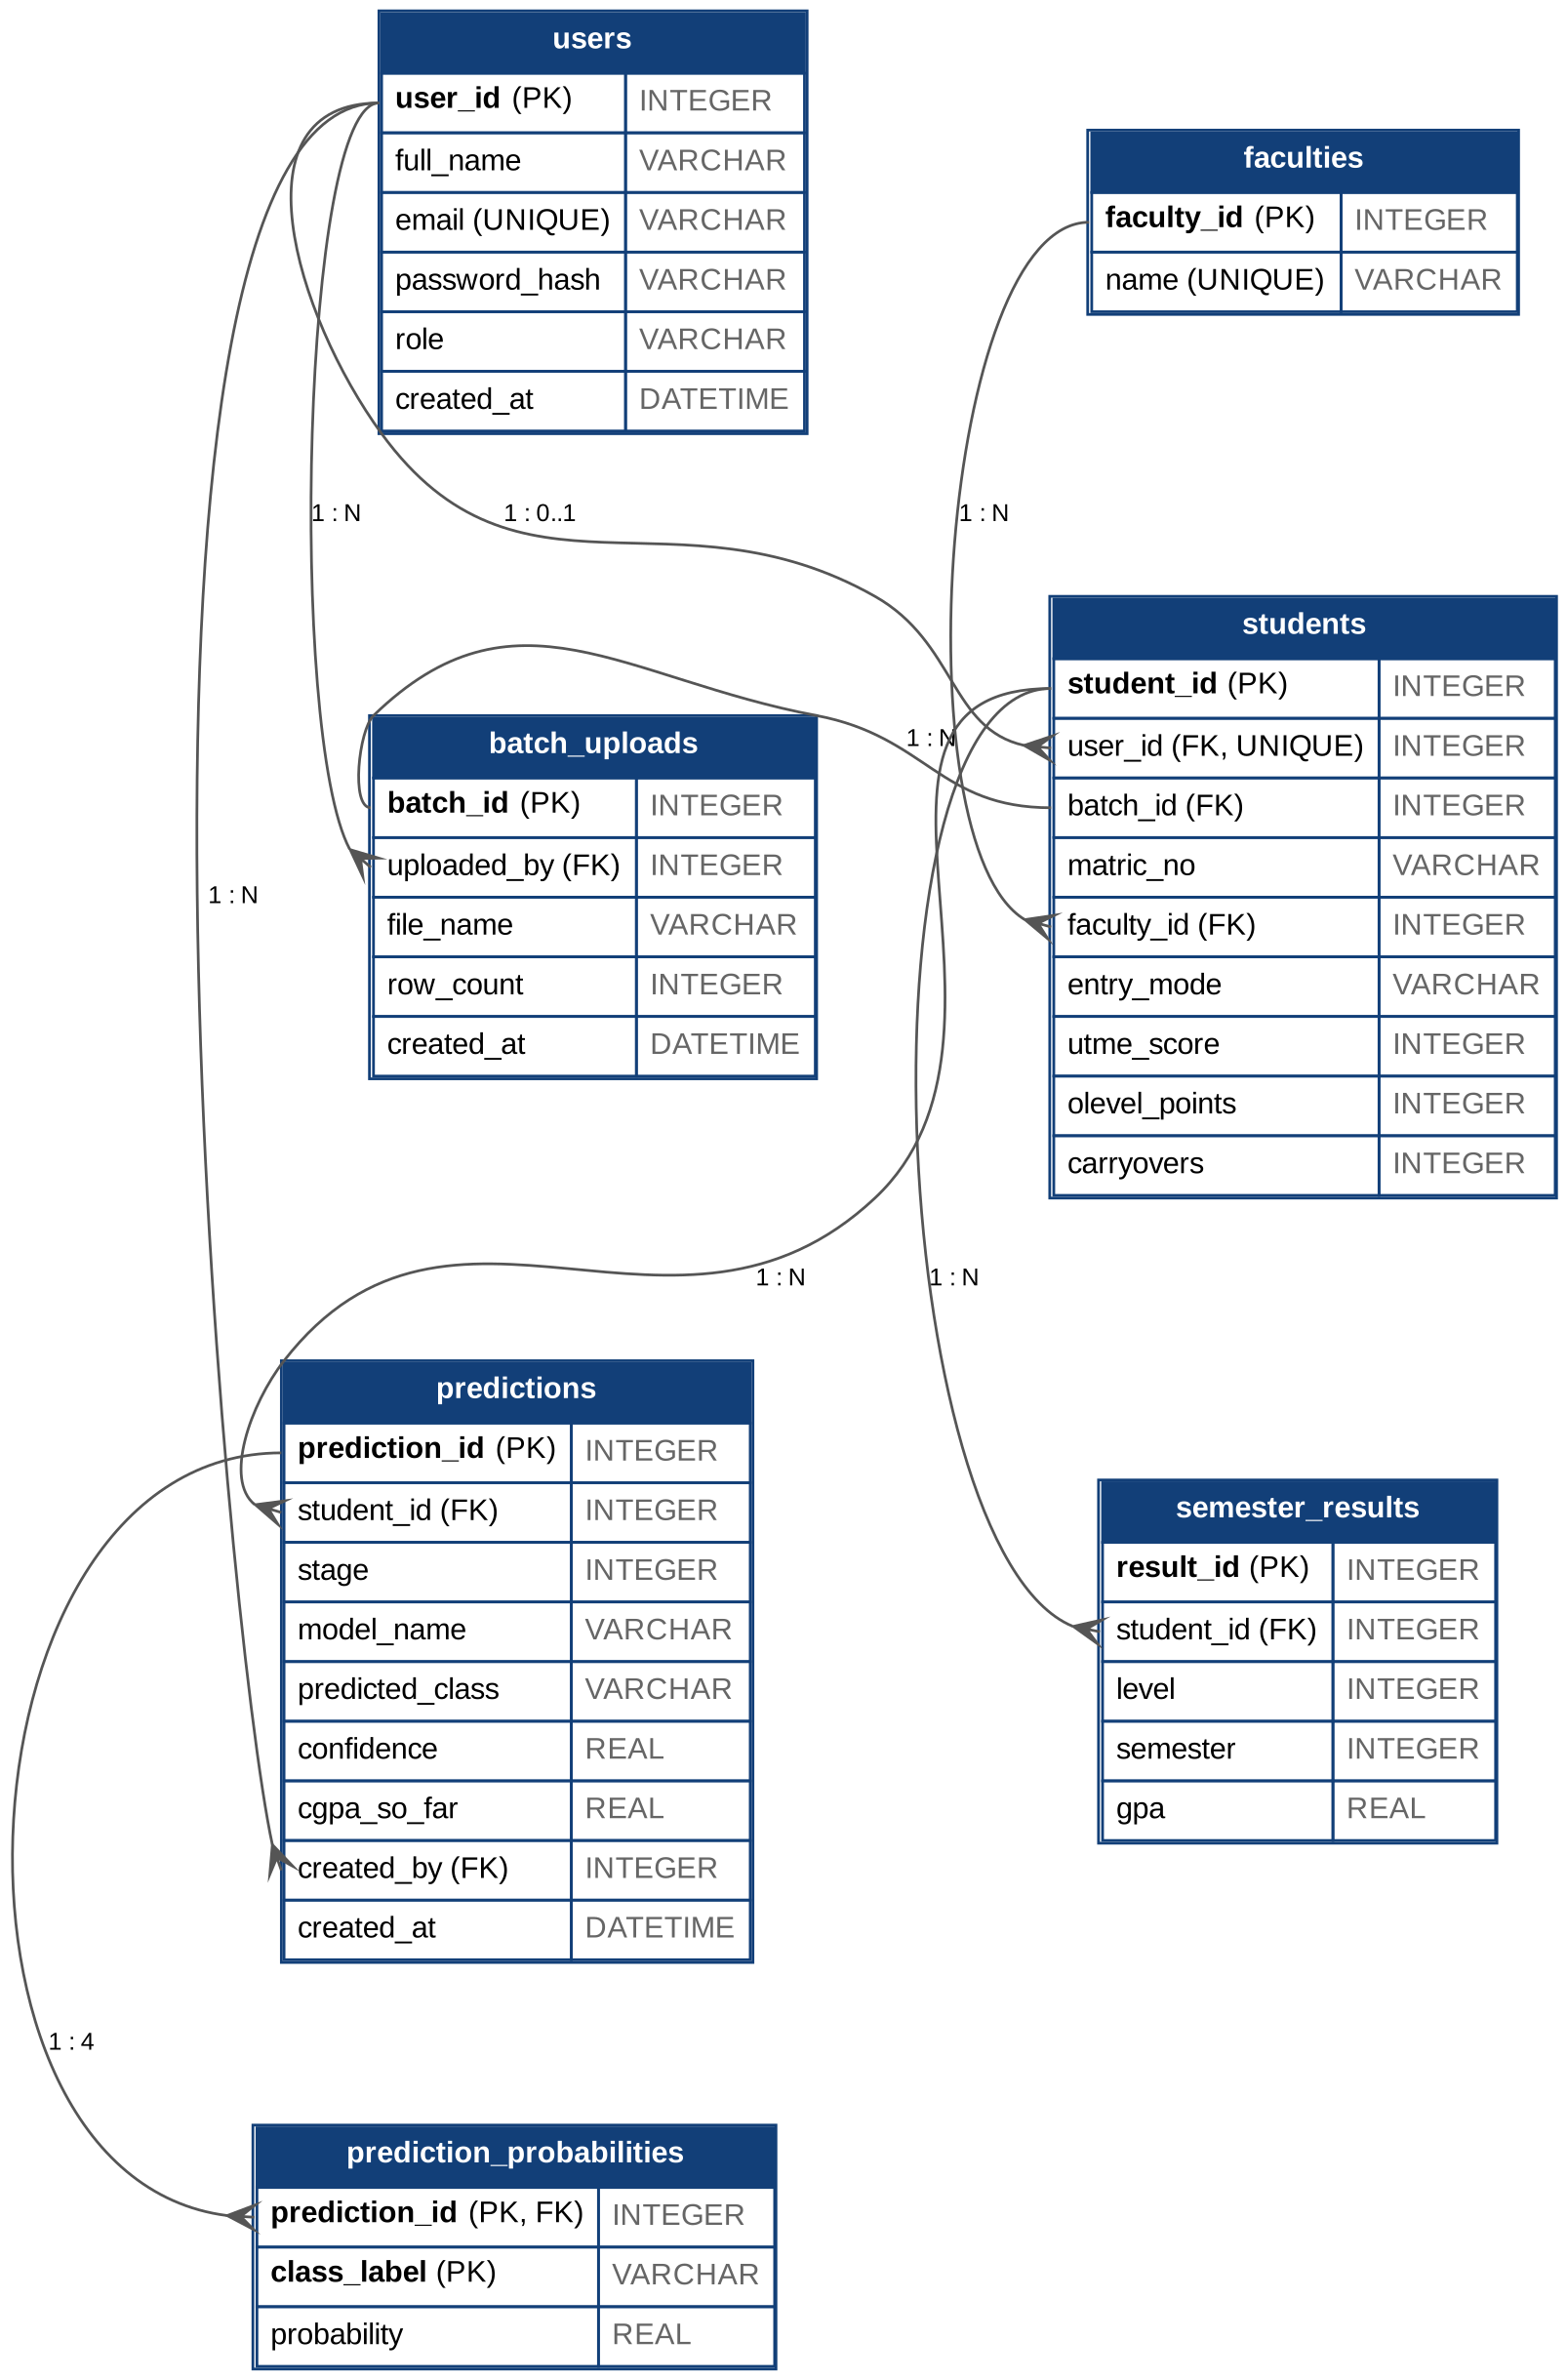 users
user_id (PK) INTEGER
full_name VARCHAR
email (UNIQUE) VARCHAR
password_hash VARCHAR
role VARCHAR
created_at DATETIME
faculties
faculty_id (PK) INTEGER
name (UNIQUE) VARCHAR
1 : N
1 : 0..1
1 : N
students
student_id (PK) INTEGER
user_id (FK, UNIQUE) INTEGER
batch_id (FK) INTEGER
matric_no VARCHAR
faculty_id (FK) INTEGER
entry_mode VARCHAR
utme_score INTEGER
olevel_points INTEGER
carryovers INTEGER
1 : N
batch_uploads
batch_id (PK) INTEGER
uploaded_by (FK) INTEGER
file_name VARCHAR
row_count INTEGER
created_at DATETIME
1 : N
1 : N
1 : N
predictions
prediction_id (PK) INTEGER
student_id (FK) INTEGER
stage INTEGER
model_name VARCHAR
predicted_class VARCHAR
confidence REAL
cgpa_so_far REAL
created_by (FK) INTEGER
created_at DATETIME
semester_results
result_id (PK) INTEGER
student_id (FK) INTEGER
level INTEGER
semester INTEGER
gpa REAL
1 : 4
prediction_probabilities
prediction_id (PK, FK) INTEGER
class_label (PK) VARCHAR
probability REAL